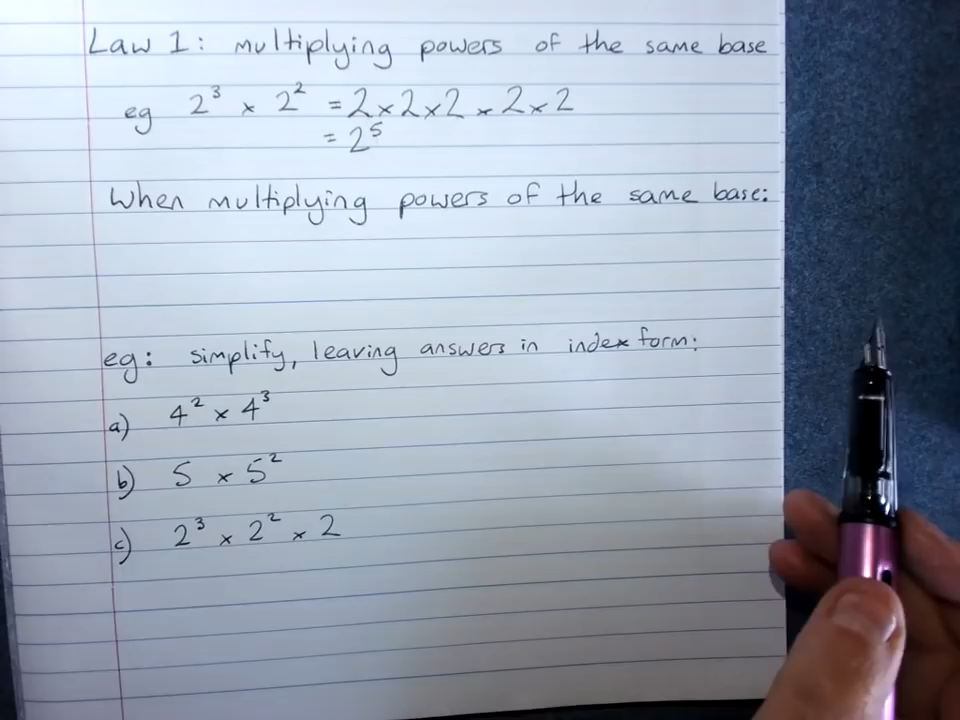 Law 1: multiplying powers of the same base
eg 2³ × 2² = 2×2×2 × 2×2
= 2⁵
When multiplying powers of the same base:
eg: simplify, leaving answers in index form:
a) 4² × 4³
b) 5 × 5²
c) 2³ × 2² × 2